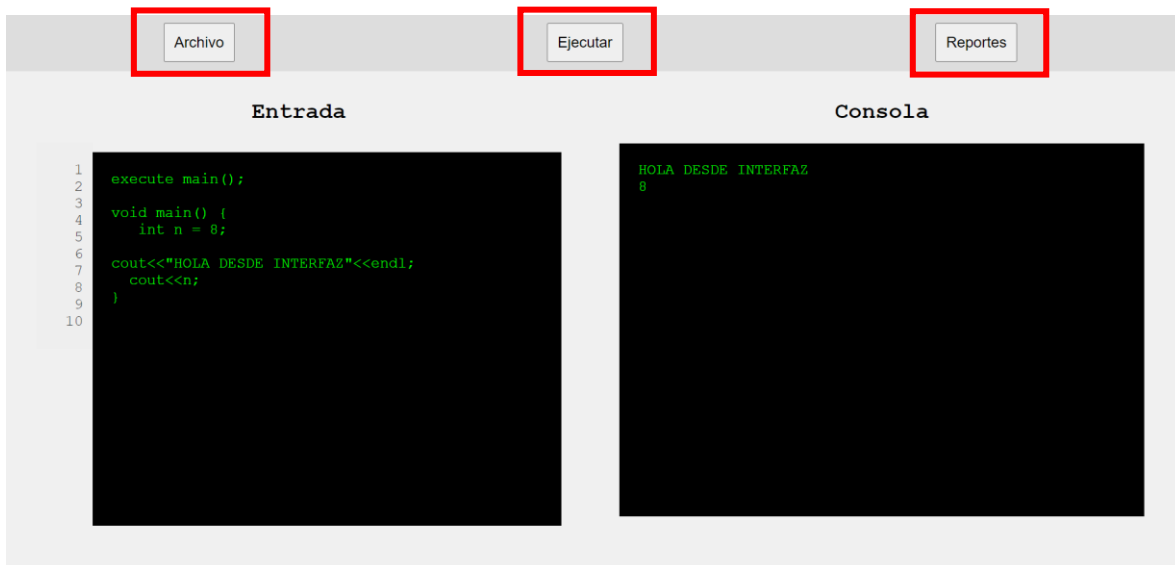 Archivo
Ejecutar
Reportes
Entrada
Consola
1
2
3
4
5
6
7
8
9
10
execute main();
void main() {
int n = 8;
cout<<"HOLA DESDE INTERFAZ"<<endl;
cout<<n;
}
HOLA DESDE INTERFAZ
8